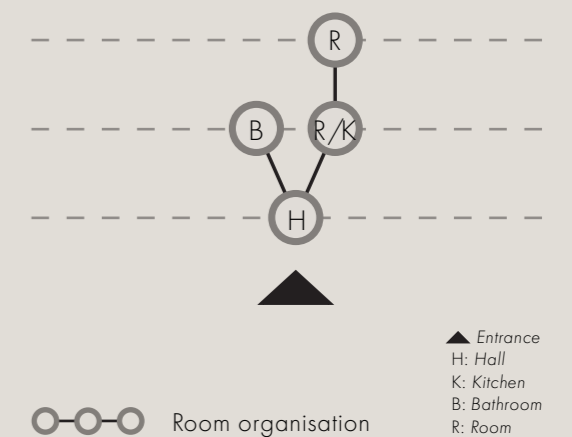 R
B
R/K
H
Entrance
H: Hall
K: Kitchen
B: Bathroom
R: Room
Room organisation